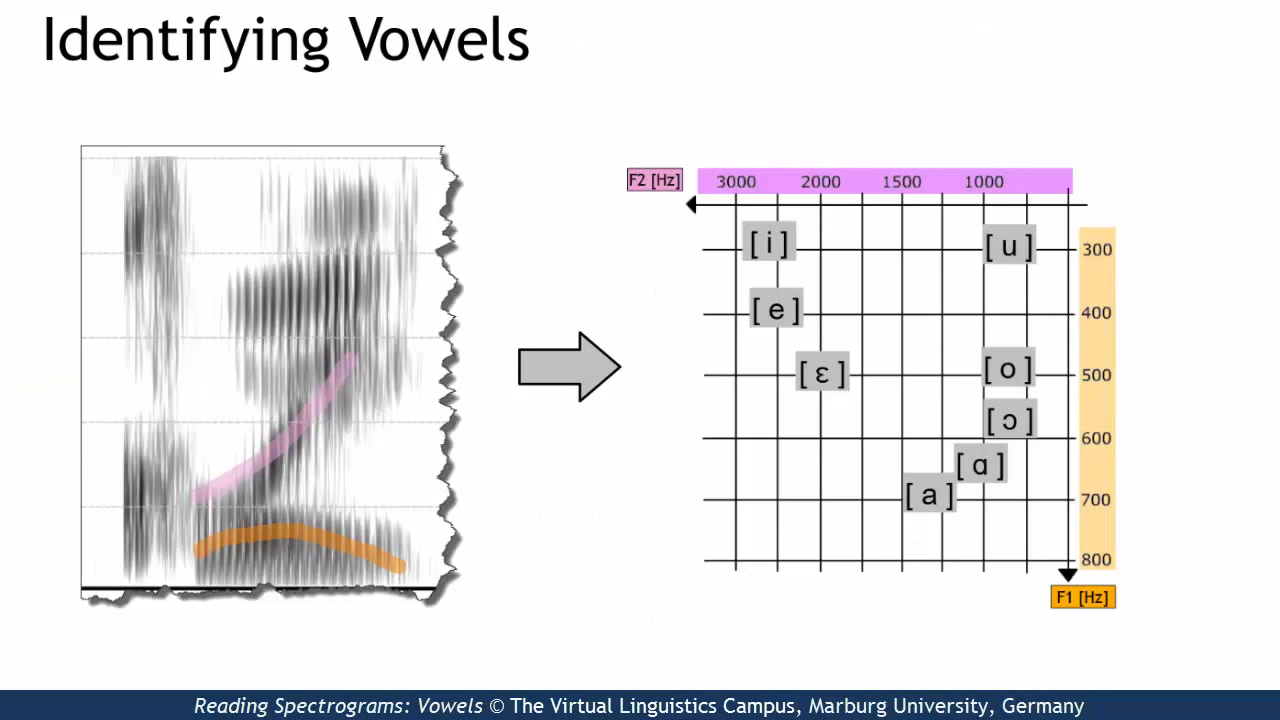 Identifying Vowels
F2 [Hz] 3000 2000 1500 1000
[ i ] [ u ] 300
[ e ] 400
[ ɛ ] [ o ] 500
[ ɔ ] 600
[ ɑ ]
[ a ] 700
800
F1 [Hz]
Reading Spectrograms: Vowels © The Virtual Linguistics Campus, Marburg University, Germany